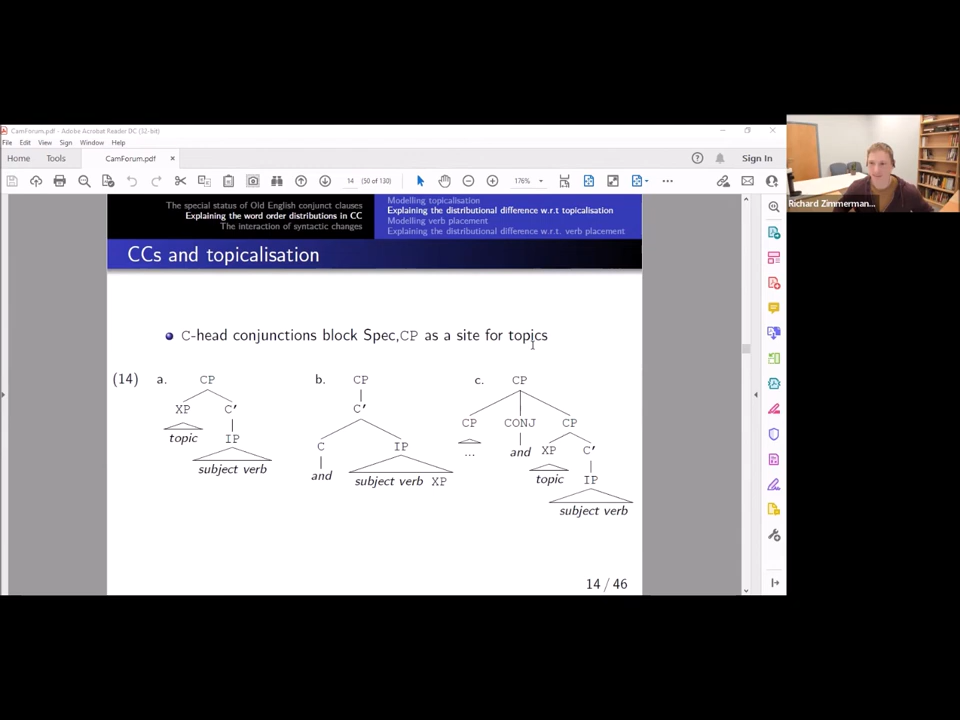 CamForum.pdf - Adobe Acrobat Reader DC (32-bit)
File Edit View Sign Window Help
Home Tools CamForum.pdf × Sign In
14 (50 of 130) 176%
The special status of Old English conjunct clauses
Explaining the word order distributions in CC
The interaction of syntactic changes
Modelling topicalisation
Explaining the distributional difference w.r.t topicalisation
Modelling verb placement
Explaining the distributional difference w.r.t. verb placement
CCs and topicalisation
C-head conjunctions block Spec,CP as a site for topics
(14) a. CP b. CP c. CP
XP C′ C′ CP CONJ CP
topic IP C IP ... and XP C′
subject verb and subject verb XP topic IP
subject verb
14 / 46
Richard Zimmerman...